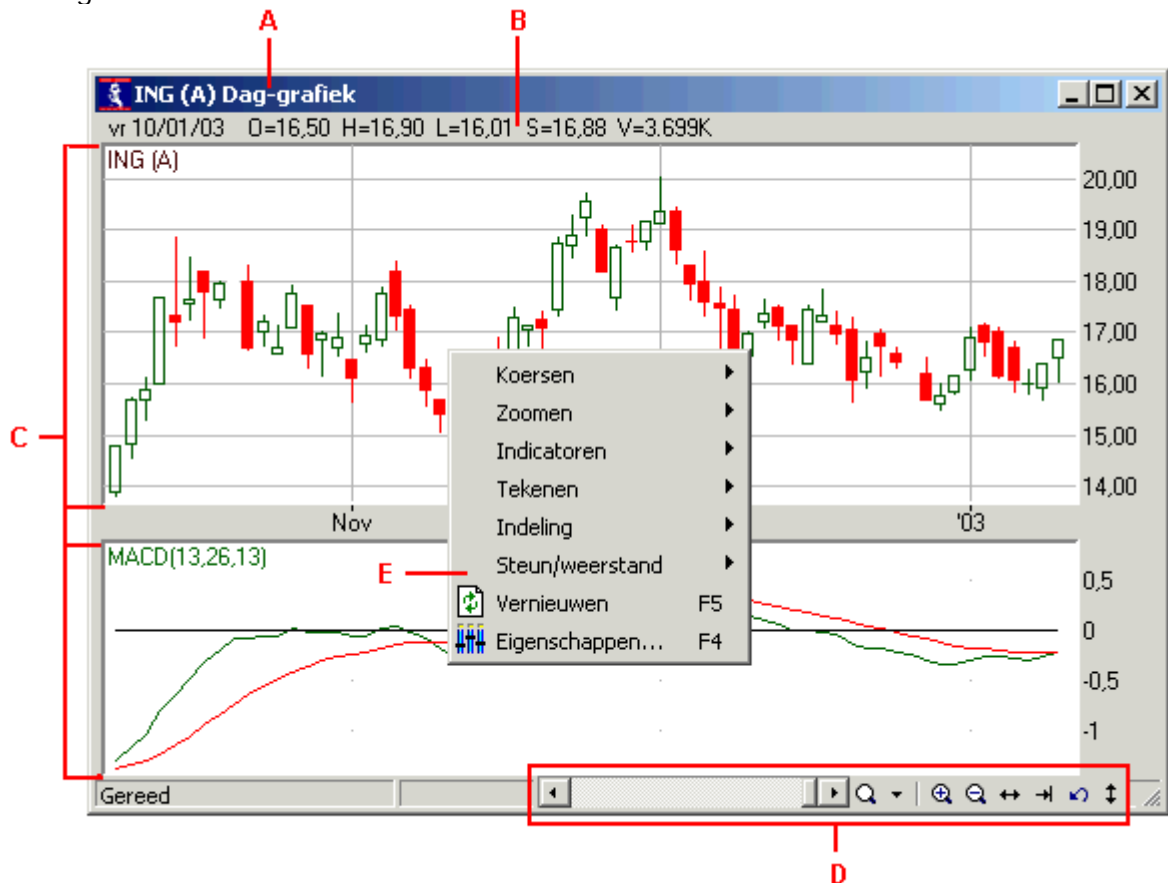 A
B
ING (A) Dag-grafiek
vr 10/01/03 O=16,50 H=16,90 L=16,01 S=16,88 V=3.699K
ING (A)
20,00
19,00
18,00
17,00
16,00
15,00
14,00
C
Koersen
Zoomen
Indicatoren
Tekenen
Indeling
Steun/weerstand
Vernieuwen F5
Eigenschappen... F4
E
Nov
'03
MACD(13,26,13)
0,5
0
-0,5
-1
Gereed
D